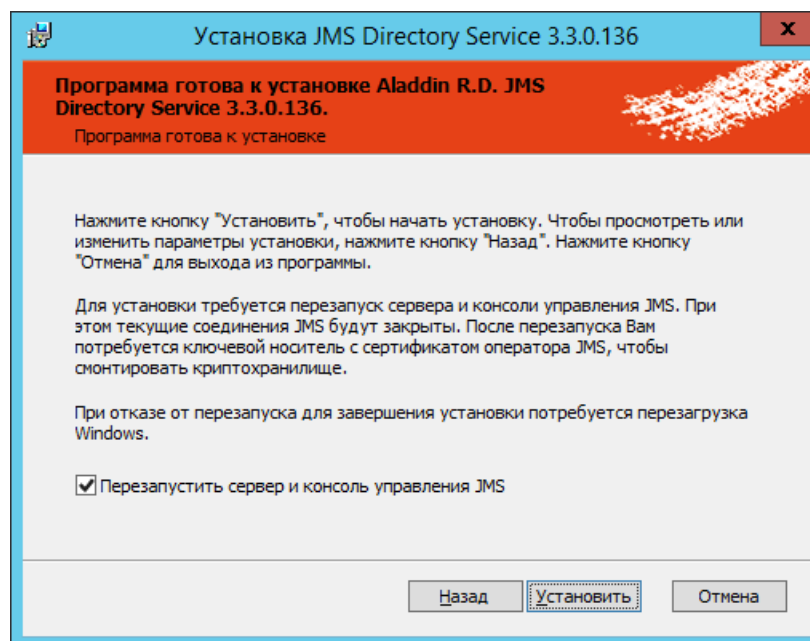 Установка JMS Directory Service 3.3.0.136
x
Программа готова к установке Aladdin R.D. JMS
Directory Service 3.3.0.136.
Программа готова к установке
Нажмите кнопку "Установить", чтобы начать установку. Чтобы просмотреть или
изменить параметры установки, нажмите кнопку "Назад". Нажмите кнопку
"Отмена" для выхода из программы.
Для установки требуется перезапуск сервера и консоли управления JMS. При
этом текущие соединения JMS будут закрыты. После перезапуска Вам
потребуется ключевой носитель с сертификатом оператора JMS, чтобы
смонтировать криптохранилище.
При отказе от перезапуска для завершения установки потребуется перезагрузка
Windows.
Перезапустить сервер и консоль управления JMS
Назад Установить Отмена